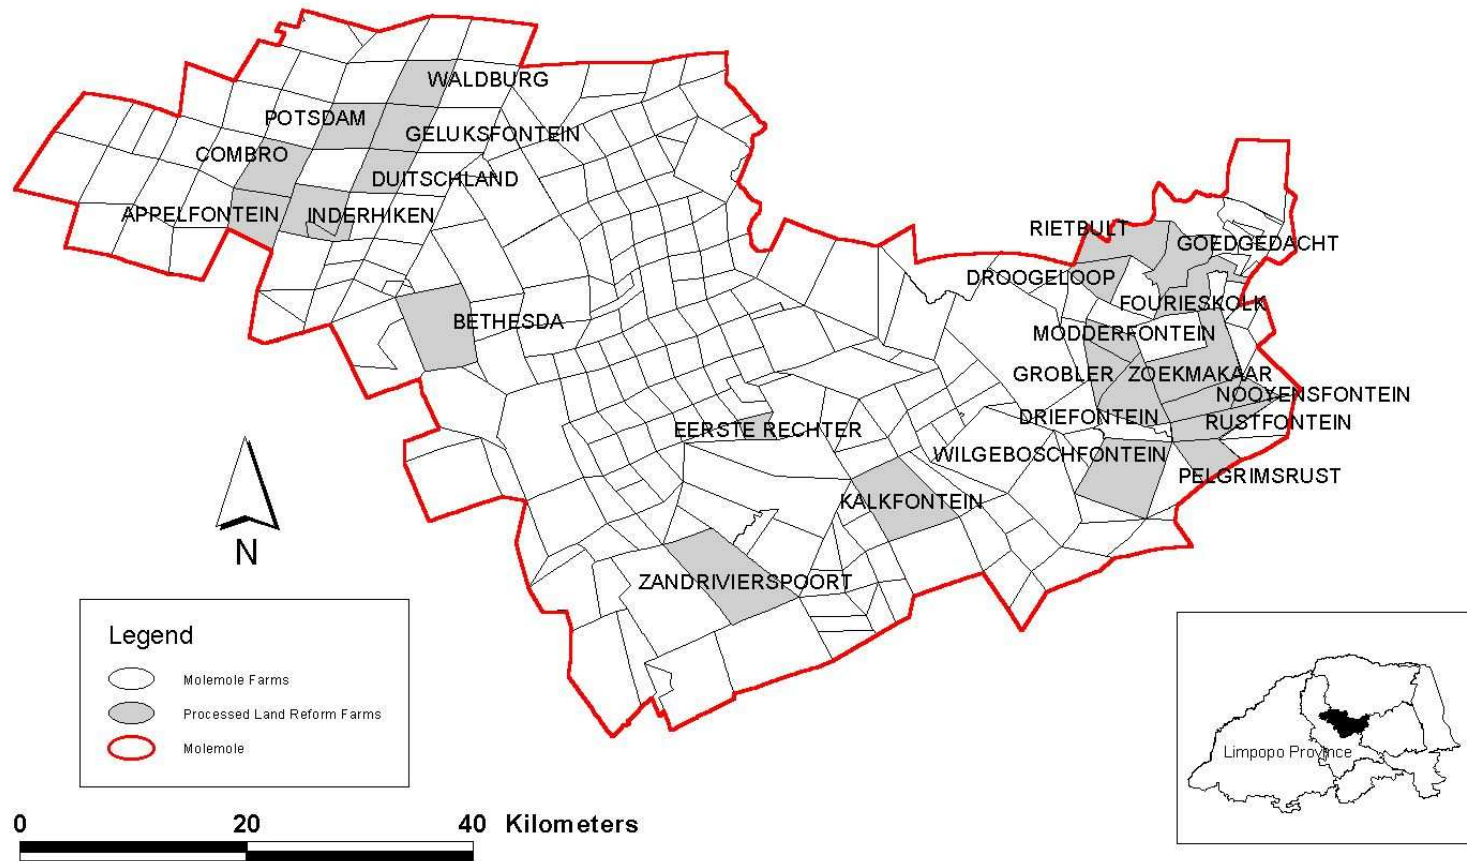 WALDBURG
POTSDAM
GELUKSFONTEIN
COMBRO
DUITSCHLAND
APPELFONTEIN
INDERHIKEN
RIETBULT
GOEDGEDACHT
DROOGELOOP
FOURIESKOLK
BETHESDA
MODDERFONTEIN
GROBLER
ZOEKMAKAAR
NOOYENSFONTEIN
DRIEFONTEIN
RUSTFONTEIN
EERSTE RECHTER
WILGEBOSCHFONTEIN
PELGRIMSRUST
KALKFONTEIN
ZANDRIVIERSPOORT
N
Legend
Molemole Farms
Processed Land Reform Farms
Molemole
Limpopo Province
0 20 40 Kilometers